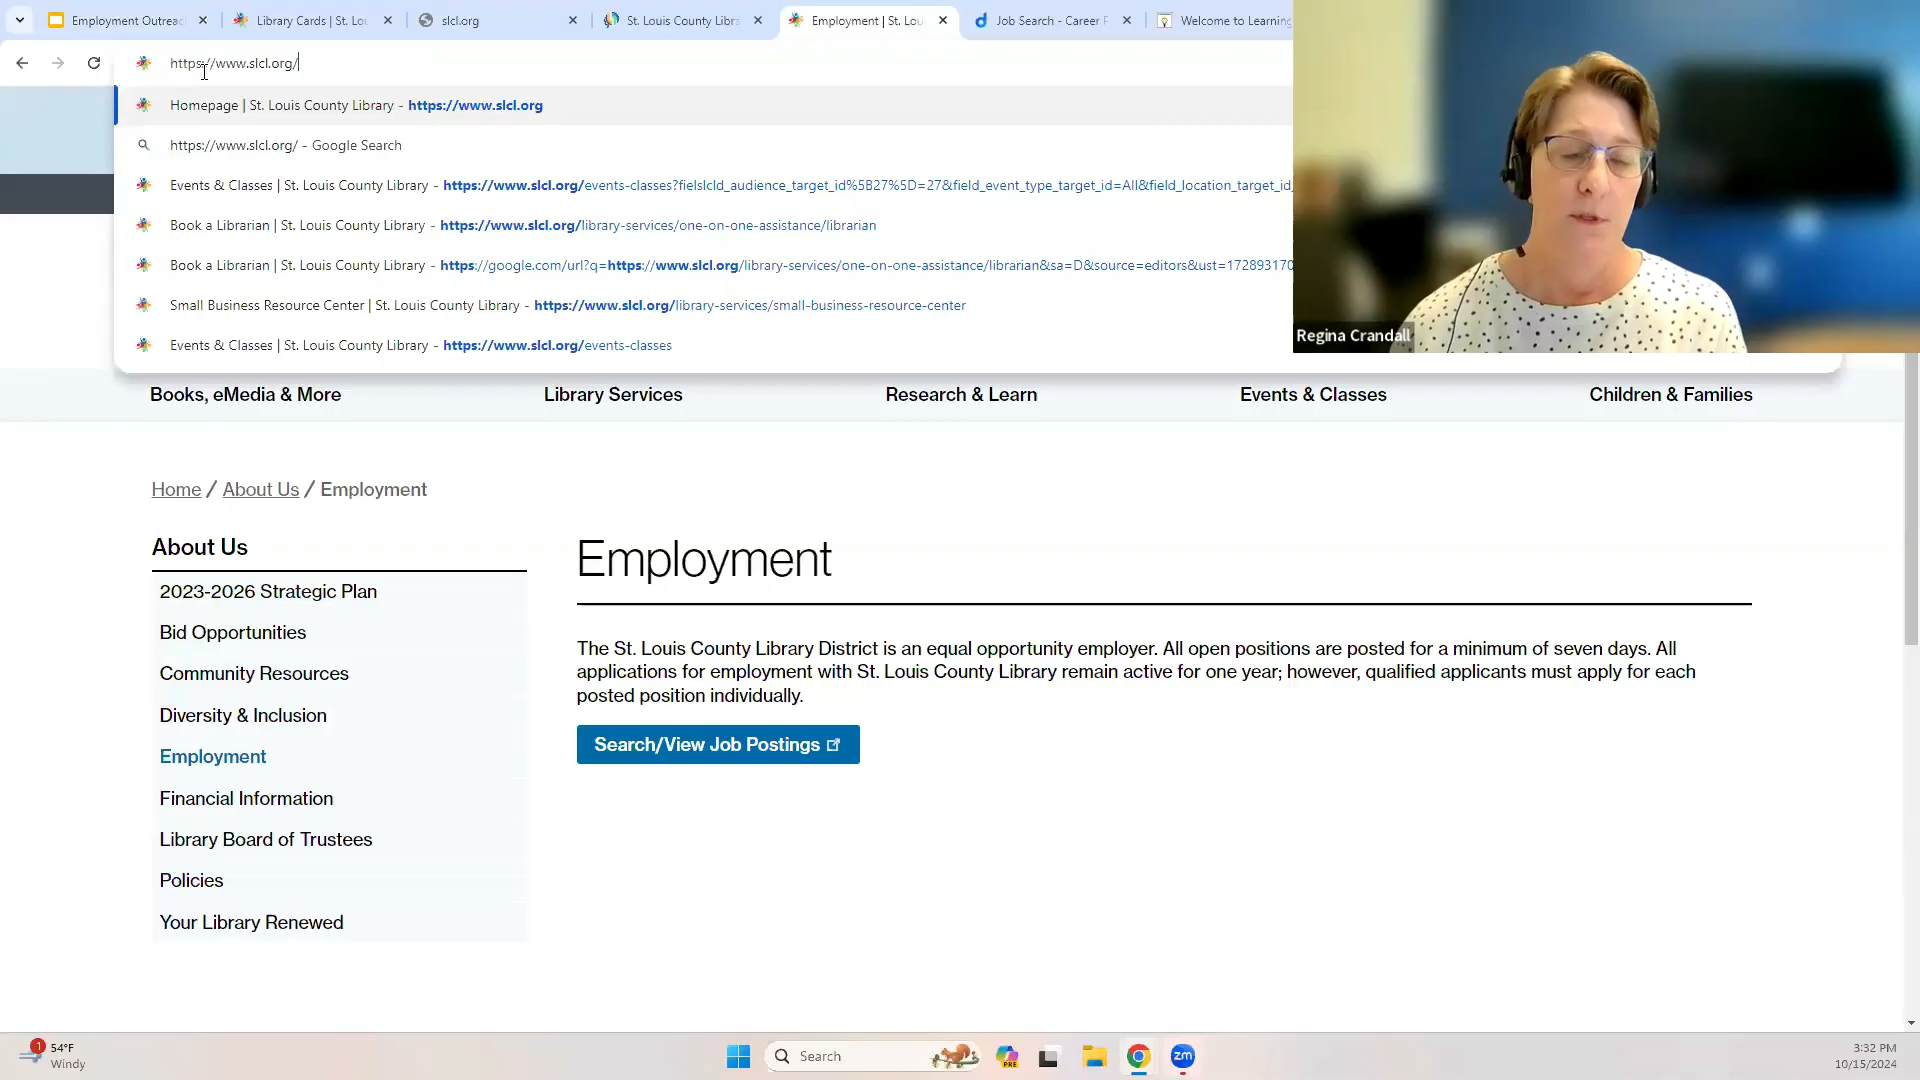 Employment Outreac
Library Cards | St. Lou
slcl.org
St. Louis County Libra
Employment | St. Lou
Job Search - Career P
Welcome to Learning
https://www.slcl.org/
Homepage | St. Louis County Library - https://www.slcl.org
https://www.slcl.org/ - Google Search
Events & Classes | St. Louis County Library - https://www.slcl.org/events-classes?fielslcld_audience_target_id%5B27%5D=27&field_event_type_target_id=All&field_location_target_id
Book a Librarian | St. Louis County Library - https://www.slcl.org/library-services/one-on-one-assistance/librarian
Book a Librarian | St. Louis County Library - https://google.com/url?q=https://www.slcl.org/library-services/one-on-one-assistance/librarian&sa=D&source=editors&ust=172893170
Small Business Resource Center | St. Louis County Library - https://www.slcl.org/library-services/small-business-resource-center
Events & Classes | St. Louis County Library - https://www.slcl.org/events-classes
Regina Crandall
Books, eMedia & More
Library Services
Research & Learn
Events & Classes
Children & Families
Home / About Us / Employment
About Us
2023-2026 Strategic Plan
Bid Opportunities
Community Resources
Diversity & Inclusion
Employment
Financial Information
Library Board of Trustees
Policies
Your Library Renewed
Employment
The St. Louis County Library District is an equal opportunity employer. All open positions are posted for a minimum of seven days. All
applications for employment with St. Louis County Library remain active for one year; however, qualified applicants must apply for each
posted position individually.
Search/View Job Postings
1
54°F
Windy
Search
PRE
zm
3:32 PM
10/15/2024